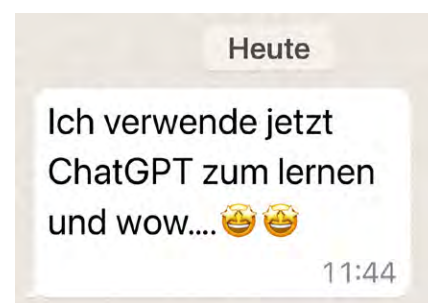 Heute
Ich verwende jetzt
ChatGPT zum lernen
und wow....🤩🤩
11:44